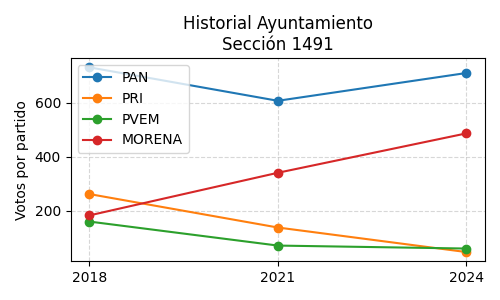 Historial Ayuntamiento
Sección 1491
PAN
PRI
PVEM
MORENA
Votos por partido
600
400
200
2018
2021
2024